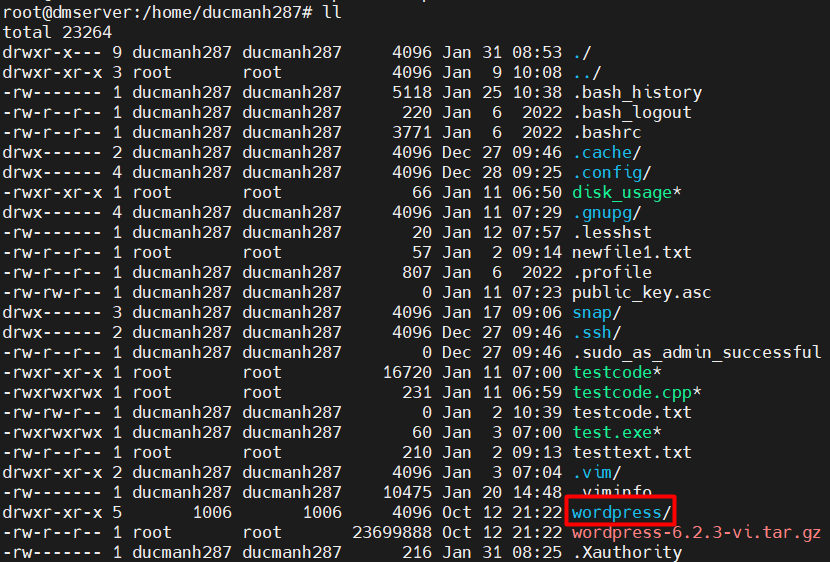 root@dmserver:/home/ducmanh287# ll
total 23264
drwxr-x--- 9 ducmanh287 ducmanh287     4096 Jan 31 08:53 ./
drwxr-xr-x 3 root       root           4096 Jan  9 10:08 ../
-rw------- 1 ducmanh287 ducmanh287     5118 Jan 25 10:38 .bash_history
-rw-r--r-- 1 ducmanh287 ducmanh287      220 Jan  6  2022 .bash_logout
-rw-r--r-- 1 ducmanh287 ducmanh287     3771 Jan  6  2022 .bashrc
drwx------ 2 ducmanh287 ducmanh287     4096 Dec 27 09:46 .cache/
drwx------ 4 ducmanh287 ducmanh287     4096 Dec 28 09:25 .config/
-rwxr-xr-x 1 root       root             66 Jan 11 06:50 disk_usage*
drwx------ 4 ducmanh287 ducmanh287     4096 Jan 11 07:29 .gnupg/
-rw------- 1 ducmanh287 ducmanh287       20 Jan 12 07:57 .lesshst
-rw-r--r-- 1 root       root             57 Jan  2 09:14 newfile1.txt
-rw-r--r-- 1 ducmanh287 ducmanh287      807 Jan  6  2022 .profile
-rw-rw-r-- 1 ducmanh287 ducmanh287        0 Jan 11 07:23 public_key.asc
drwx------ 3 ducmanh287 ducmanh287     4096 Jan 17 09:06 snap/
drwx------ 2 ducmanh287 ducmanh287     4096 Dec 27 09:46 .ssh/
-rw-r--r-- 1 ducmanh287 ducmanh287        0 Dec 27 09:46 .sudo_as_admin_successful
-rwxr-xr-x 1 root       root          16720 Jan 11 07:00 testcode*
-rwxrwxrwx 1 root       root            231 Jan 11 06:59 testcode.cpp*
-rw-rw-r-- 1 ducmanh287 ducmanh287        0 Jan  2 10:39 testcode.txt
-rwxrwxrwx 1 ducmanh287 ducmanh287       60 Jan  3 07:00 test.exe*
-rw-r--r-- 1 root       root            210 Jan  2 09:13 testtext.txt
drwxr-xr-x 2 ducmanh287 ducmanh287     4096 Jan  3 07:04 .vim/
-rw------- 1 ducmanh287 ducmanh287    10475 Jan 20 14:48 .viminfo
drwxr-xr-x 5       1006       1006     4096 Oct 12 21:22 wordpress/
-rw-r--r-- 1 root       root       23699888 Oct 12 21:22 wordpress-6.2.3-vi.tar.gz
-rw------- 1 ducmanh287 ducmanh287      216 Jan 31 08:25 .Xauthority